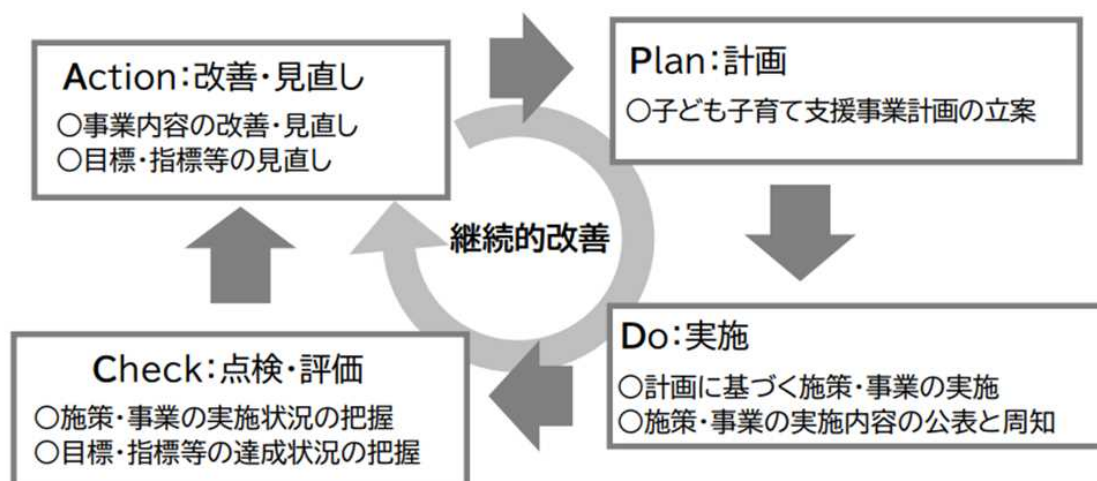 Action:改善・見直し
○事業内容の改善・見直し
○目標・指標等の見直し
Plan:計画
○子ども子育て支援事業計画の立案
継続的改善
Check:点検・評価
○施策・事業の実施状況の把握
○目標・指標等の達成状況の把握
Do:実施
○計画に基づく施策・事業の実施
○施策・事業の実施内容の公表と周知